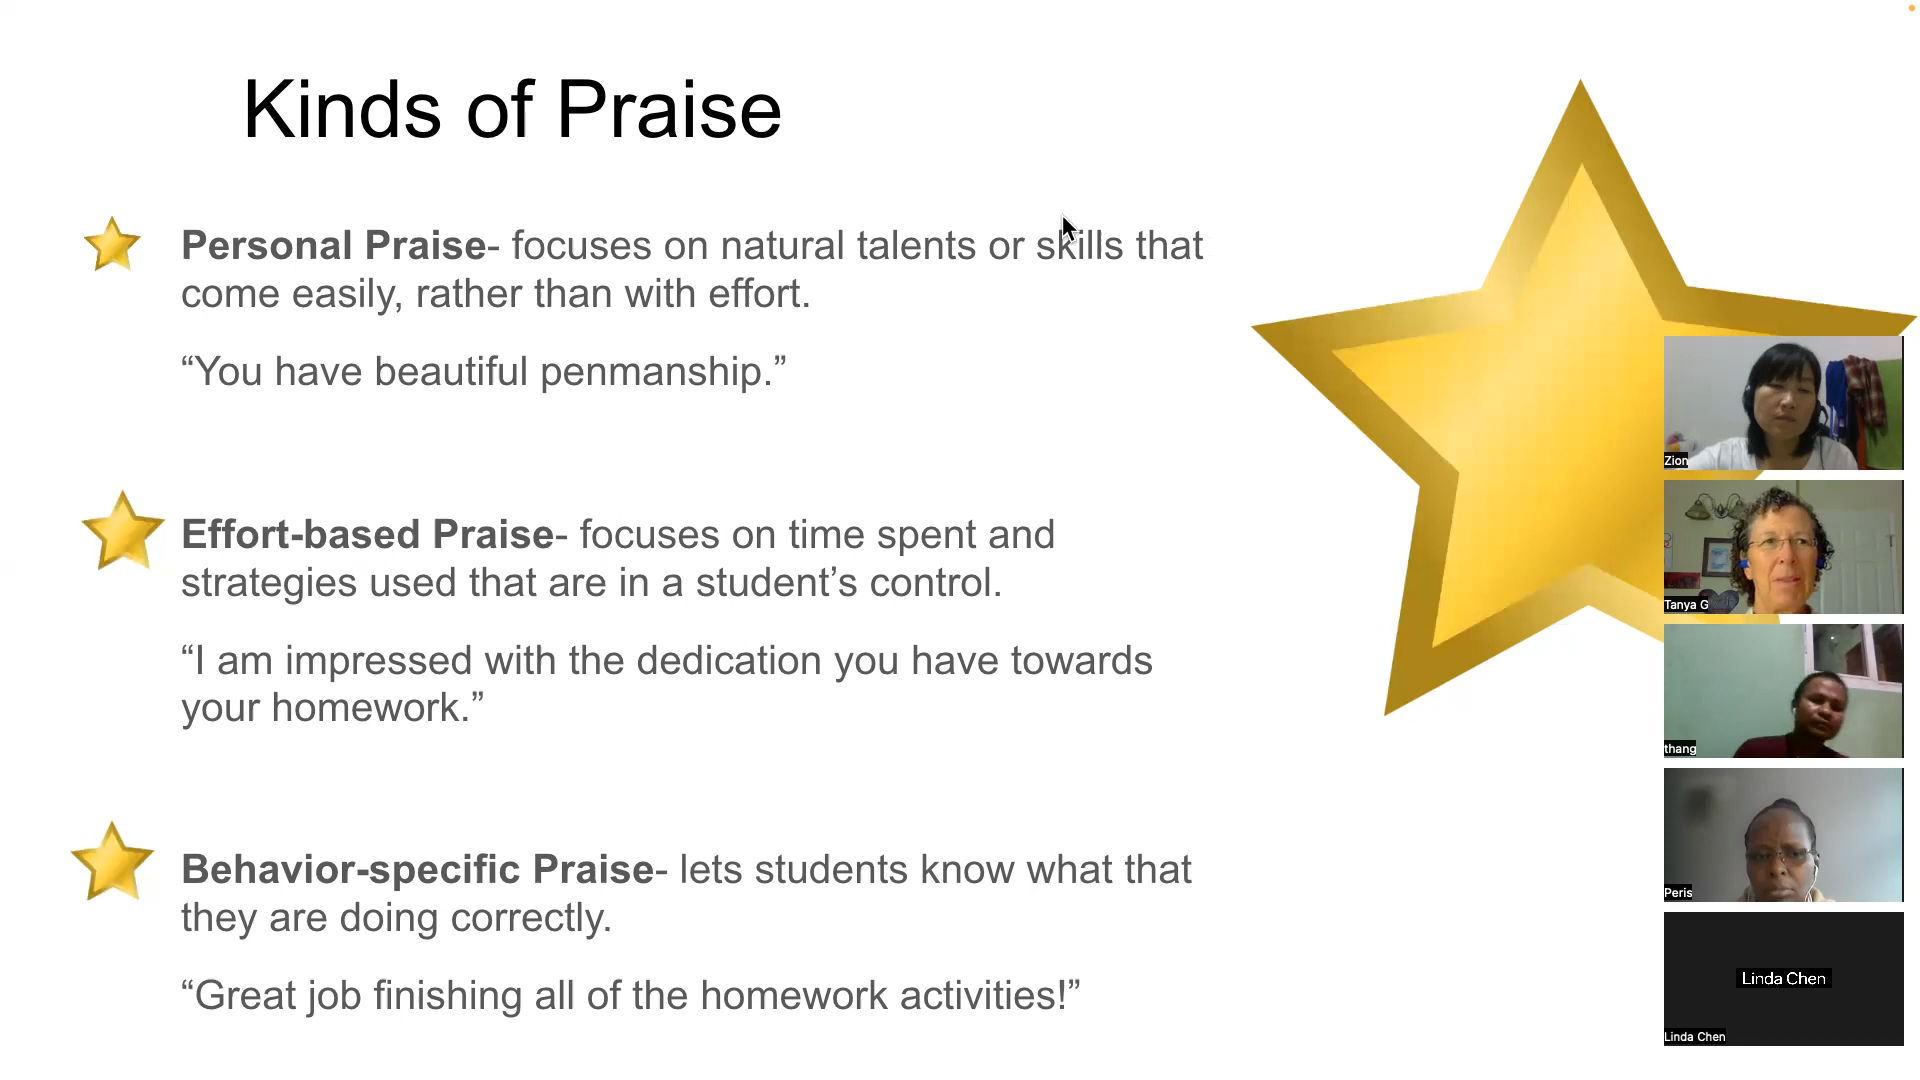 Kinds of Praise
Personal Praise- focuses on natural talents or skills that
come easily, rather than with effort.
“You have beautiful penmanship.”
Effort-based Praise- focuses on time spent and
strategies used that are in a student’s control.
“I am impressed with the dedication you have towards
your homework.”
Behavior-specific Praise- lets students know what that
they are doing correctly.
“Great job finishing all of the homework activities!”
Zion
Tanya G
thang
Peris
Linda Chen
Linda Chen